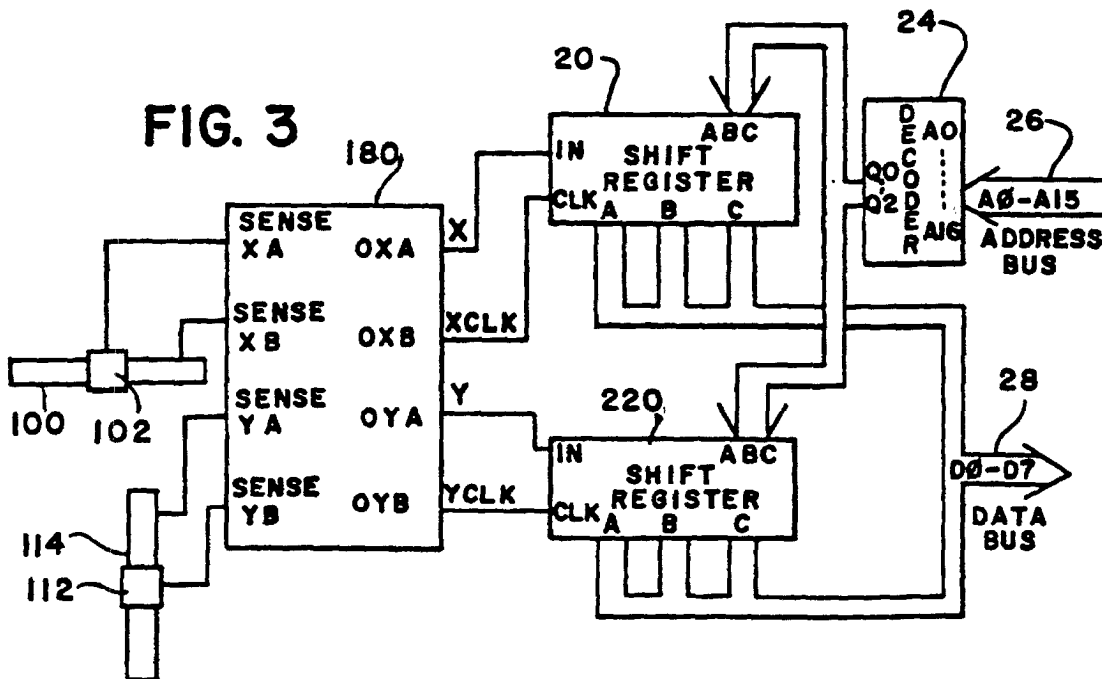 FIG. 3
180
20
24
26
SENSE
XA
SENSE
XB
SENSE
YA
SENSE
YB
OXA
OXB
OYA
OYB
X
XCLK
Y
YCLK
ABC
IN
SHIFT
REGISTER
CLK
A B C
DECODER
Q0
Q2
A0
A16
AØ-A15
ADDRESS
BUS
100
102
114
112
220
ABC
IN
SHIFT
REGISTER
CLK
A B C
28
DØ-D7
DATA
BUS